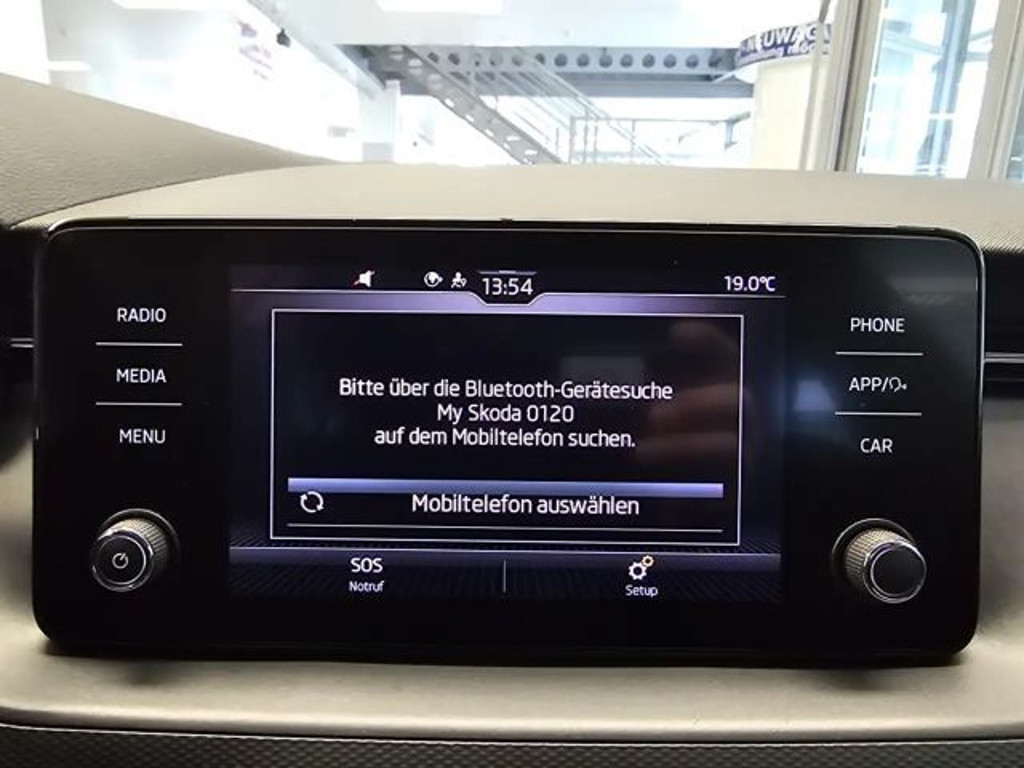 NEUWAG
RADIO
MEDIA
MENU
13:54
19.0°C
Bitte über die Bluetooth-Gerätesuche
My Skoda 0120
auf dem Mobiltelefon suchen.
Mobiltelefon auswählen
SOS
Notruf
Setup
PHONE
APP/
CAR